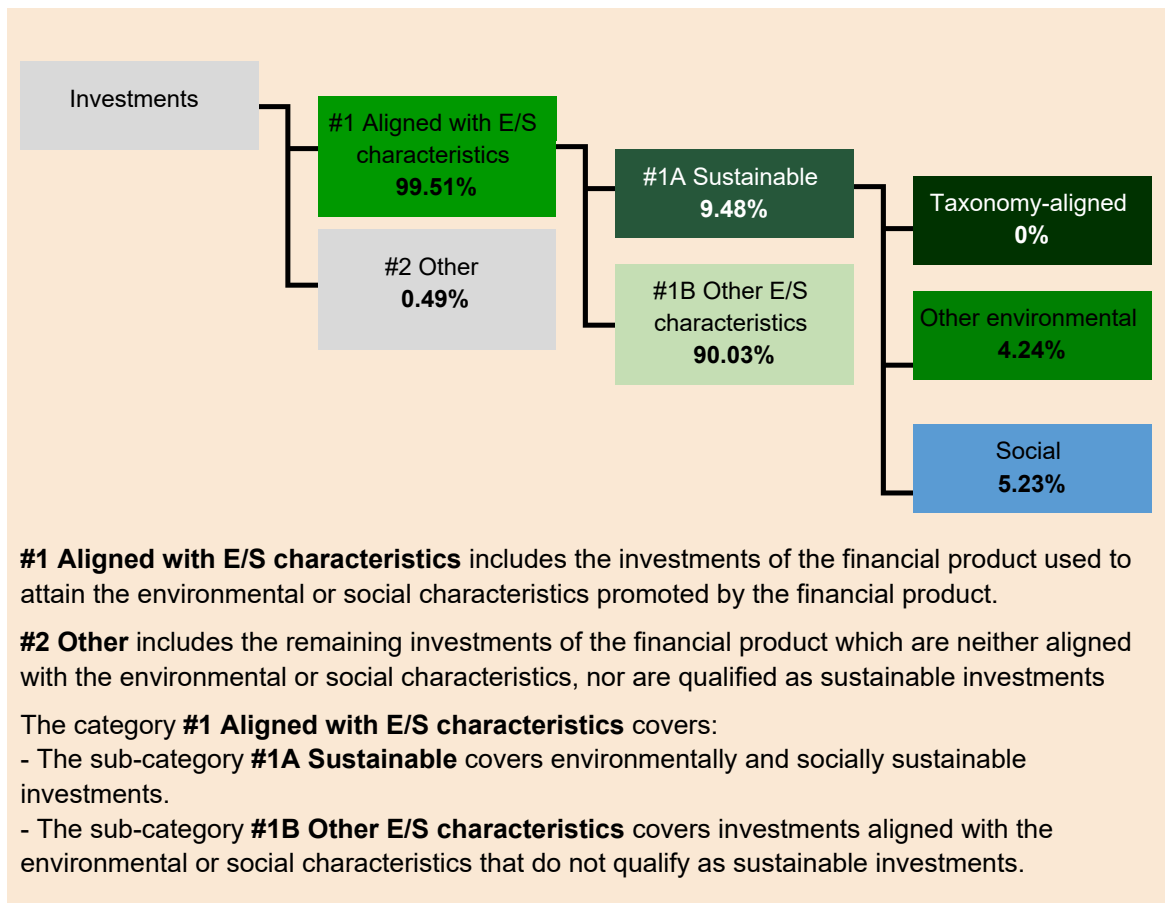 Investments
#1 Aligned with E/S
characteristics
99.51%
#2 Other
0.49%
#1A Sustainable
9.48%
#1B Other E/S
characteristics
90.03%
Taxonomy-aligned
0%
Other environmental
4.24%
Social
5.23%
#1 Aligned with E/S characteristics includes the investments of the financial product used to
attain the environmental or social characteristics promoted by the financial product.
#2 Other includes the remaining investments of the financial product which are neither aligned
with the environmental or social characteristics, nor are qualified as sustainable investments
The category #1 Aligned with E/S characteristics covers:
- The sub-category #1A Sustainable covers environmentally and socially sustainable
investments.
- The sub-category #1B Other E/S characteristics covers investments aligned with the
environmental or social characteristics that do not qualify as sustainable investments.